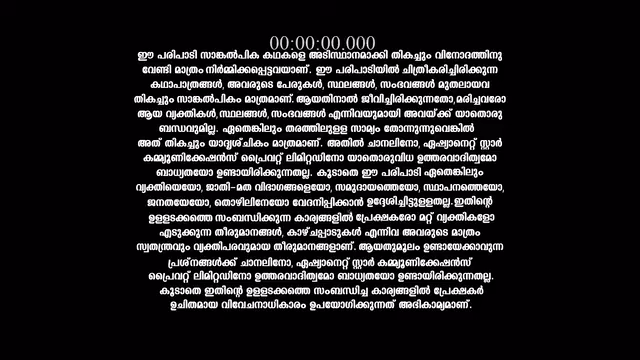 00:00:00.000
ഈ പരിപാടി സാങ്കൽപിക കഥകളെ അടിസ്ഥാനമാക്കി തികച്ചും വിനോദത്തിനു
വേണ്ടി മാത്രം നിർമ്മിക്കപ്പെട്ടവയാണ്. ഈ പരിപാടിയിൽ ചിത്രീകരിച്ചിരിക്കുന്ന
കഥാപാത്രങ്ങൾ, അവരുടെ പേരുകൾ, സ്ഥലങ്ങൾ, സംഭവങ്ങൾ മുതലായവ
തികച്ചും സാങ്കൽപികം മാത്രമാണ്. ആയതിനാൽ ജീവിച്ചിരിക്കുന്നതോ,മരിച്ചവരോ
ആയ വ്യക്തികൾ,സ്ഥലങ്ങൾ,സംഭവങ്ങൾ എന്നിവയുമായി അവയ്ക്ക് യാതൊരു
ബന്ധവുമില്ല. ഏതെങ്കിലും തരത്തിലുളള സാമ്യം തോന്നുന്നുവെങ്കിൽ
അത് തികച്ചും യാദൃശ്ചികം മാത്രമാണ്. അതിൽ ചാനലിനോ, ഏഷ്യാനെറ്റ് സ്റ്റാർ
കമ്മ്യൂണിക്കേഷൻസ് പ്രൈവറ്റ് ലിമിറ്റഡിനോ യാതൊരുവിധ ഉത്തരവാദിത്വമോ
ബാധ്യതയോ ഉണ്ടായിരിക്കുന്നതല്ല. കൂടാതെ ഈ പരിപാടി ഏതെങ്കിലും
വ്യക്തിയെയോ, ജാതി-മത വിഭാഗങ്ങളെയോ, സമുദായത്തെയോ, സ്ഥാപനത്തെയോ,
ജനതയേയോ, തൊഴിലിനേയോ വേദനിപ്പിക്കാൻ ഉദ്ദേശിച്ചിട്ടുളളതല്ല.ഇതിന്റെ
ഉളളടക്കത്തെ സംബന്ധിക്കുന്ന കാര്യങ്ങളിൽ പ്രേക്ഷകരോ മറ്റ് വ്യക്തികളോ
എടുക്കുന്ന തീരുമാനങ്ങൾ, കാഴ്ചപ്പാടുകൾ എന്നിവ അവരുടെ മാത്രം
സ്വതന്ത്രവും വ്യക്തിപരവുമായ തീരുമാനങ്ങളാണ്. ആയതുമൂലം ഉണ്ടായേക്കാവുന്ന
പ്രശ്നങ്ങൾക്ക് ചാനലിനോ, ഏഷ്യാനെറ്റ് സ്റ്റാർ കമ്മ്യൂണിക്കേഷൻസ്
പ്രൈവറ്റ് ലിമിറ്റഡിനോ ഉത്തരവാദിത്വമോ ബാധ്യതയോ ഉണ്ടായിരിക്കുന്നതല്ല.
കൂടാതെ ഇതിന്റെ ഉളളടക്കത്തെ സംബന്ധിച്ച കാര്യങ്ങളിൽ പ്രേക്ഷകർ
ഉചിതമായ വിവേചനാധികാരം ഉപയോഗിക്കുന്നത് അഭികാമ്യമാണ്.